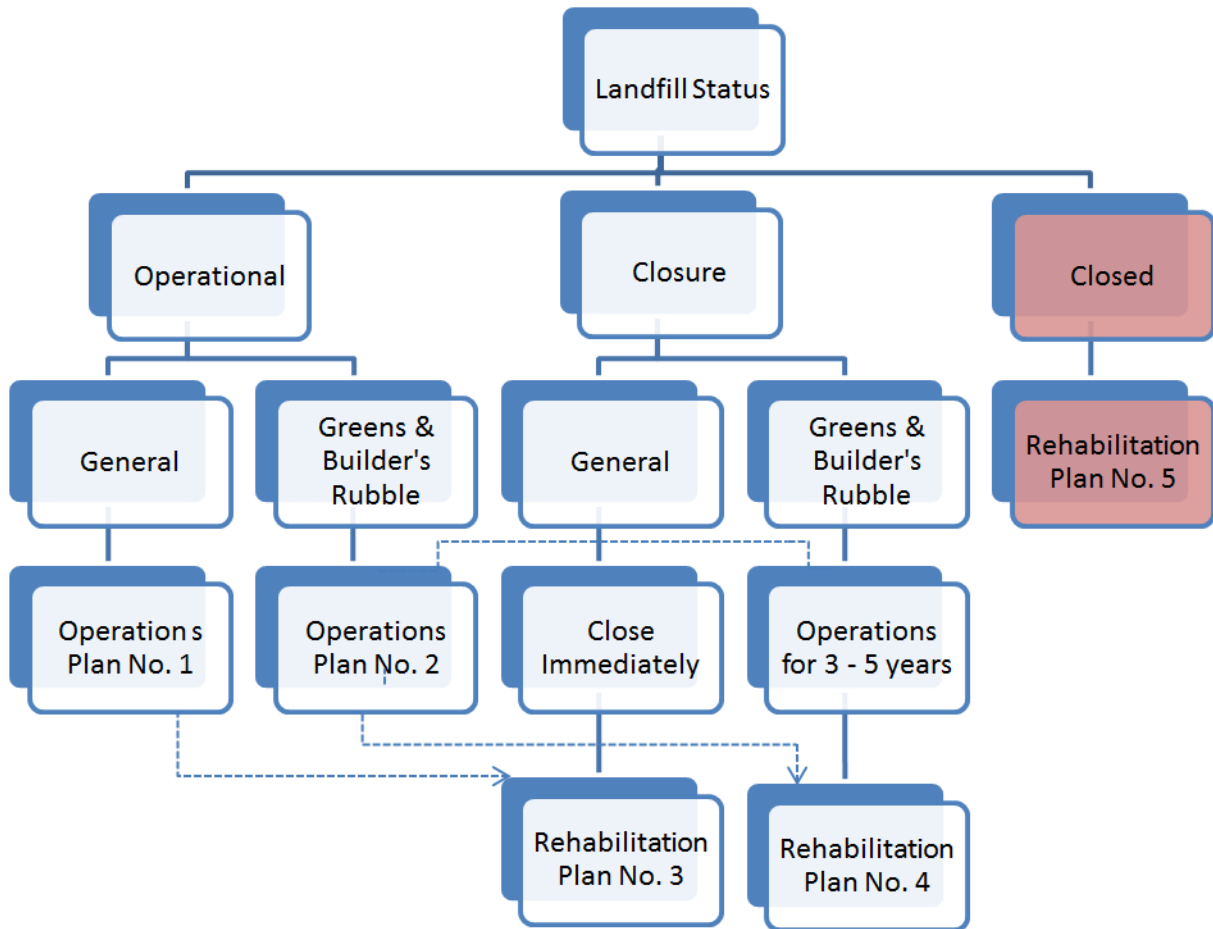 Landfill Status
Operational
Closure
Closed
General
Greens &
Builder's
Rubble
General
Greens &
Builder's
Rubble
Rehabilitation
Plan No. 5
Operation s
Plan No. 1
Operations
Plan No. 2
Close
Immediately
Operations
for 3 - 5 years
Rehabilitation
Plan No. 3
Rehabilitation
Plan No. 4